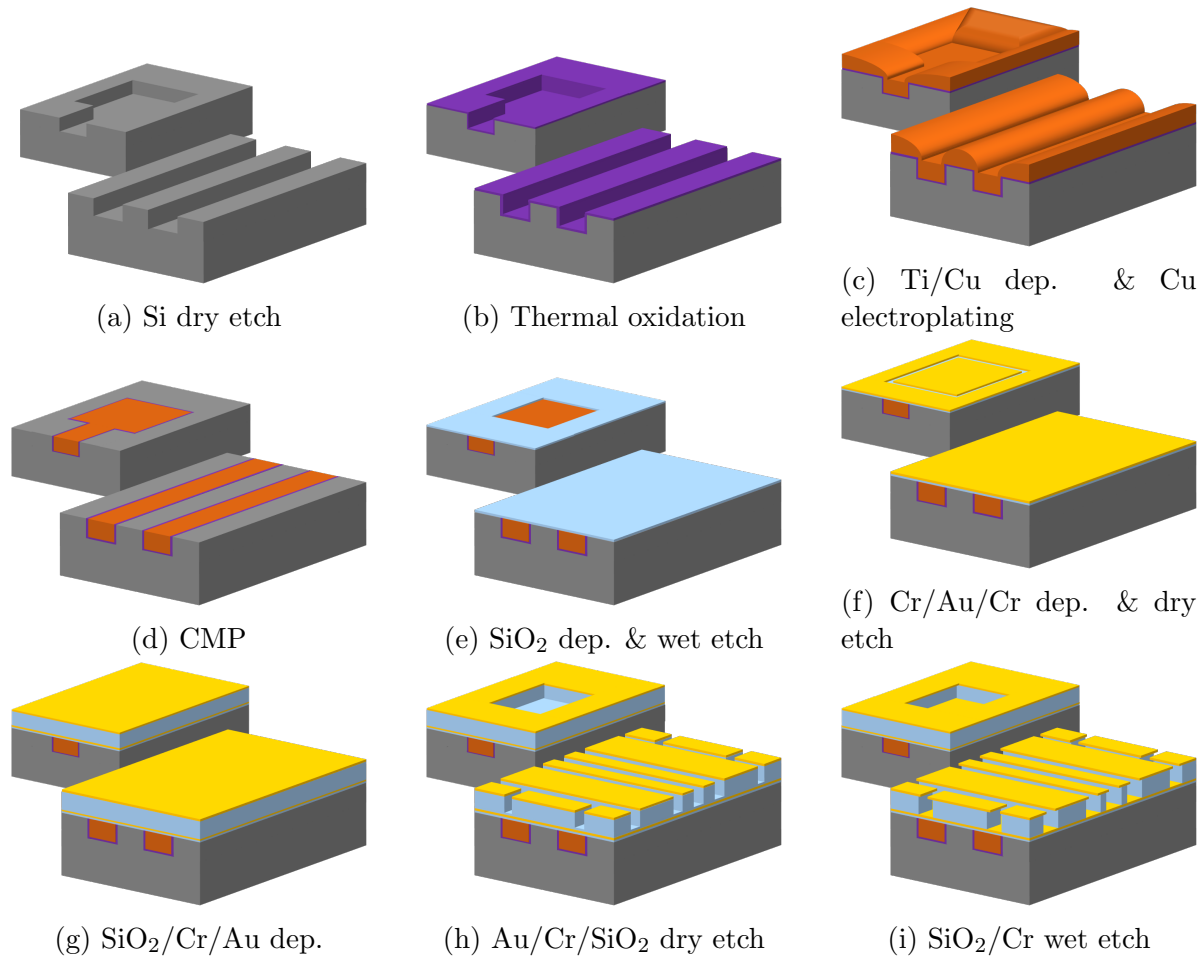 (a) Si dry etch
(b) Thermal oxidation
(c) Ti/Cu dep. & Cu
electroplating
(d) CMP
(e) SiO₂ dep. & wet etch
(f) Cr/Au/Cr dep. & dry
etch
(g) SiO₂/Cr/Au dep.
(h) Au/Cr/SiO₂ dry etch
(i) SiO₂/Cr wet etch